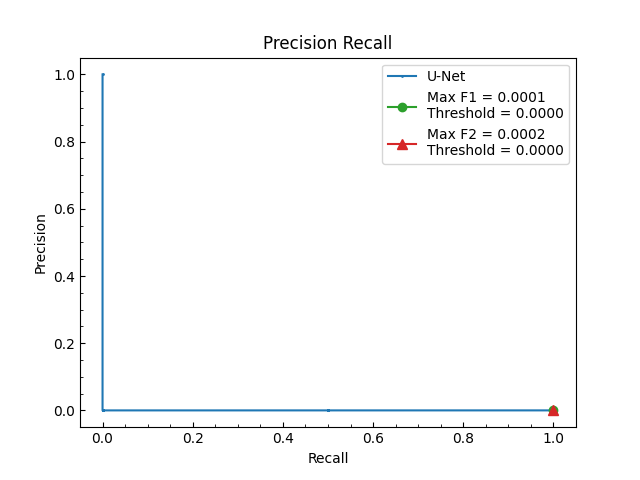 Precision Recall
U-Net
Max F1 = 0.0001
Threshold = 0.0000
Max F2 = 0.0002
Threshold = 0.0000
Precision
1.0
0.8
0.6
0.4
0.2
0.0
0.0 0.2 0.4 0.6 0.8 1.0
Recall